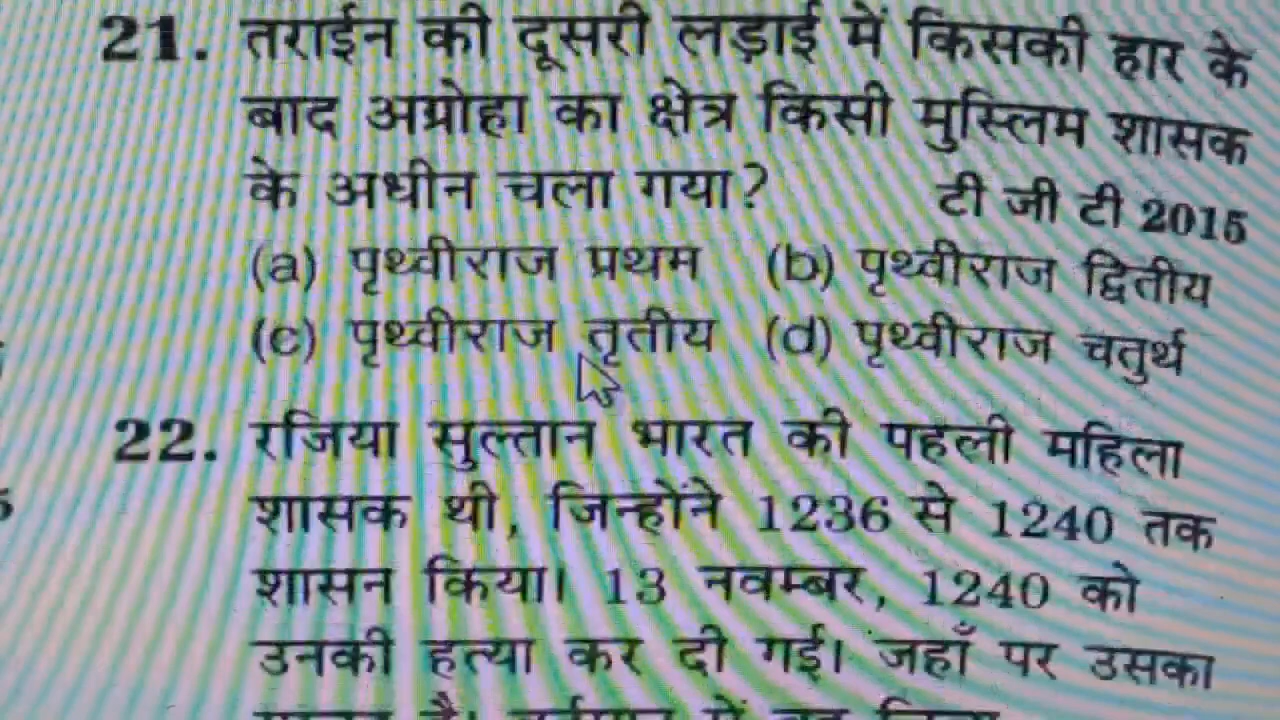 21. तराईन की दूसरी लड़ाई में किसकी हार के
बाद अग्रोहा का क्षेत्र किसी मुस्लिम शासक
के अधीन चला गया? टी जी टी 2015
(a) पृथ्वीराज प्रथम (b) पृथ्वीराज द्वितीय
(c) पृथ्वीराज तृतीय (d) पृथ्वीराज चतुर्थ
22. रजिया सुल्तान भारत की पहली महिला
शासक थी, जिन्होंने 1236 से 1240 तक
शासन किया। 13 नवम्बर, 1240 को
उनकी हत्या कर दी गई। जहाँ पर उसका